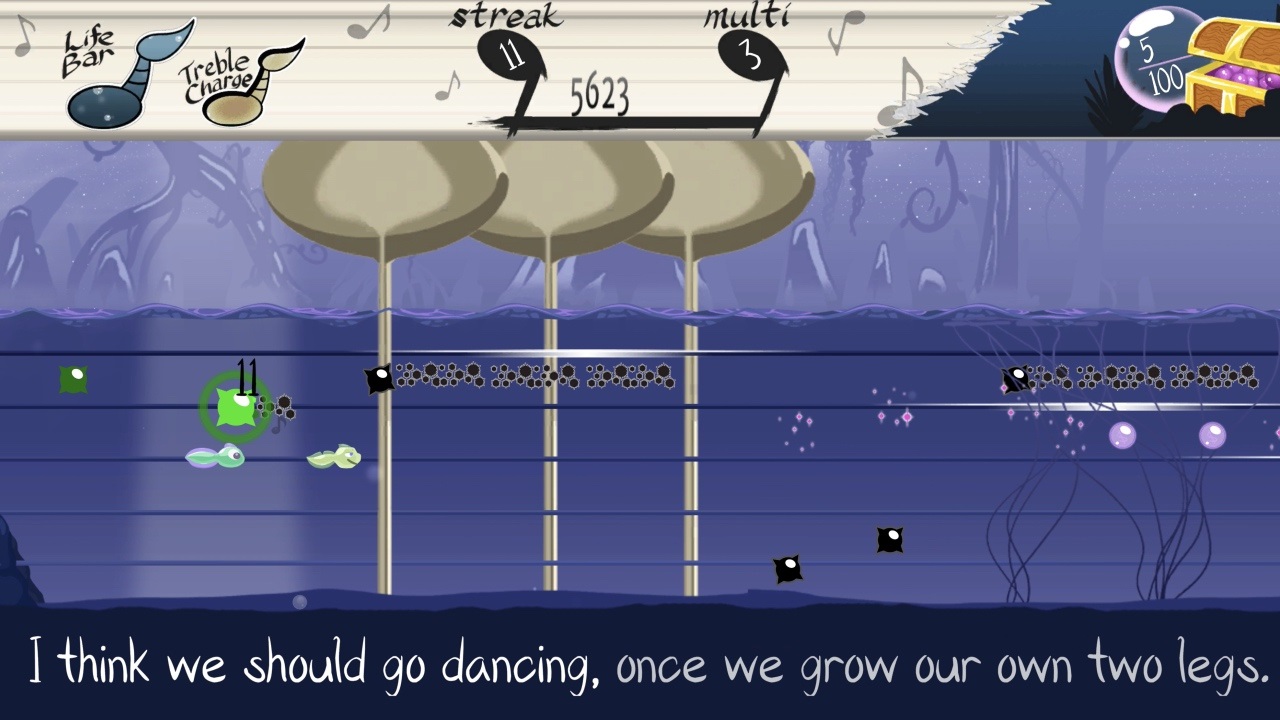 Life
Bar
Treble
Charge
streak
11
multi
3
5623
5
100
11
I think we should go dancing, once we grow our own two legs.